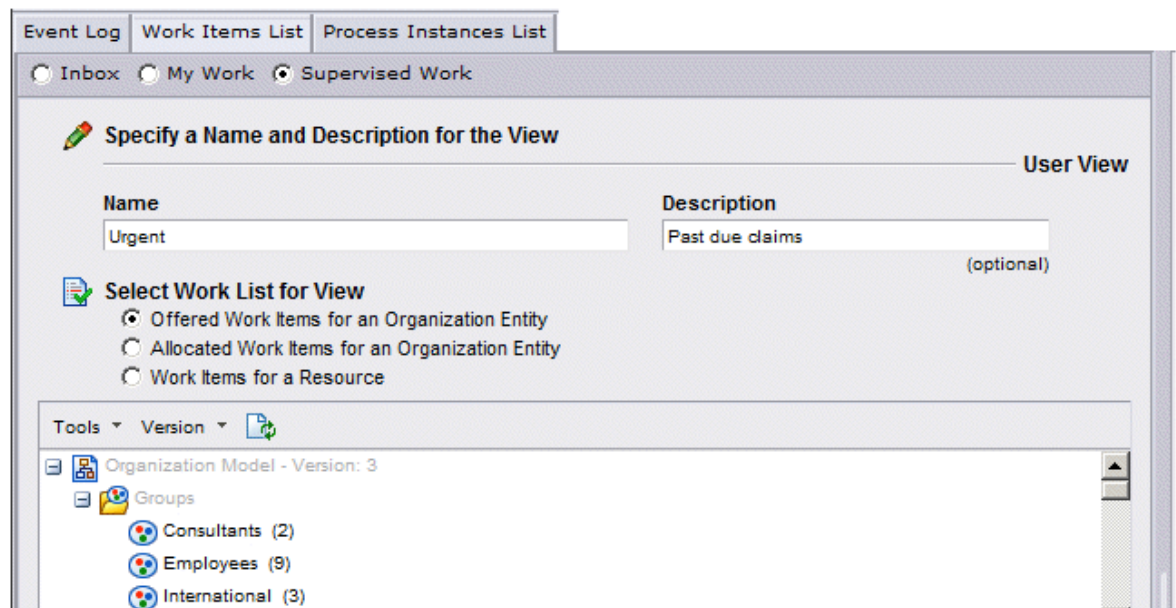 Event Log Work Items List Process Instances List
Inbox My Work Supervised Work
Specify a Name and Description for the View
User View
Name Description
Urgent Past due claims
(optional)
Select Work List for View
Offered Work Items for an Organization Entity
Allocated Work Items for an Organization Entity
Work Items for a Resource
Tools Version
Organization Model - Version: 3
Groups
Consultants (2)
Employees (9)
International (3)